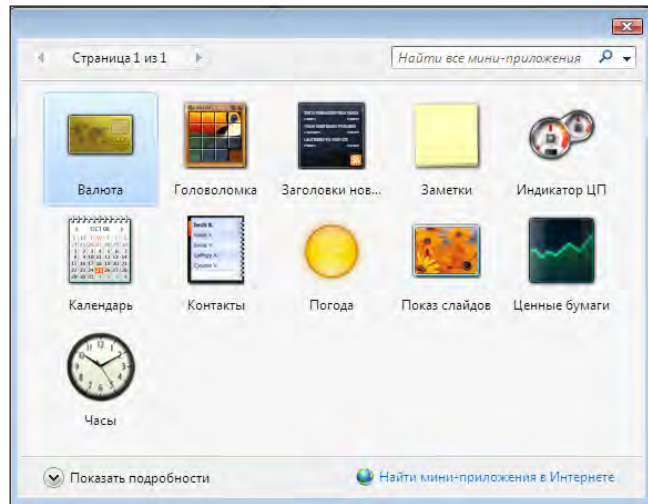 Страница 1 из 1
Найти все мини-приложения
Валюта
Головоломка
Заголовки нов...
Заметки
Индикатор ЦП
Календарь
Контакты
Погода
Показ слайдов
Ценные бумаги
Часы
Показать подробности
Найти мини-приложения в Интернете